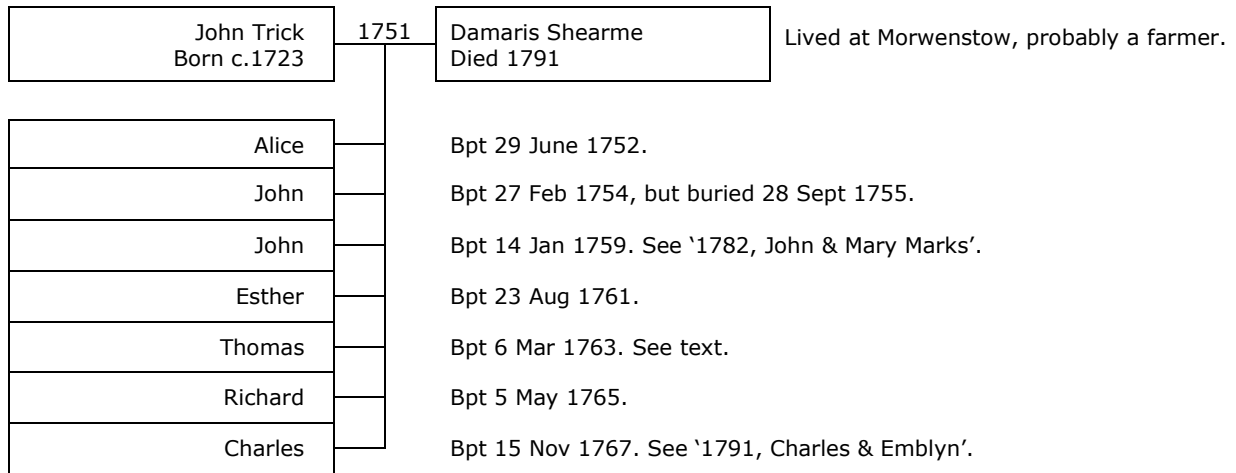 John Trick 1751 Damaris Shearme Lived at Morwenstow, probably a farmer.
Born c.1723 Died 1791
Alice Bpt 29 June 1752.
John Bpt 27 Feb 1754, but buried 28 Sept 1755.
John Bpt 14 Jan 1759. See ‘1782, John & Mary Marks’.
Esther Bpt 23 Aug 1761.
Thomas Bpt 6 Mar 1763. See text.
Richard Bpt 5 May 1765.
Charles Bpt 15 Nov 1767. See ‘1791, Charles & Emblyn’.